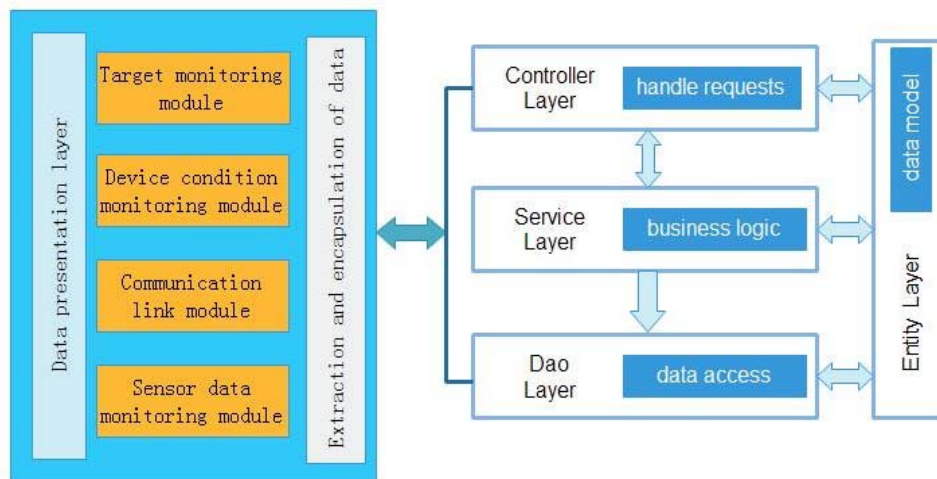 Data presentation layer
Target monitoring
module
Device condition
monitoring module
Communication
link module
Sensor data
monitoring module
Extraction and encapsulation of data
Controller
Layer
handle requests
Service
Layer
business logic
Dao
Layer
data access
data model
Entity Layer